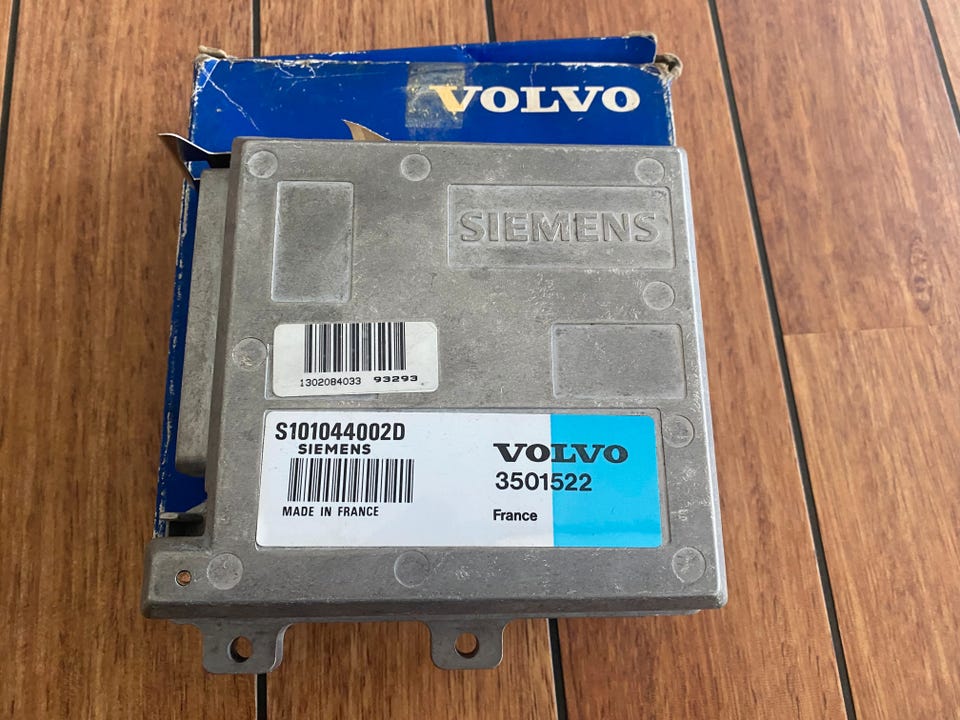 VOLVO
SIEMENS
1302084033 93293
S101044002D
SIEMENS
MADE IN FRANCE
VOLVO
3501522
France